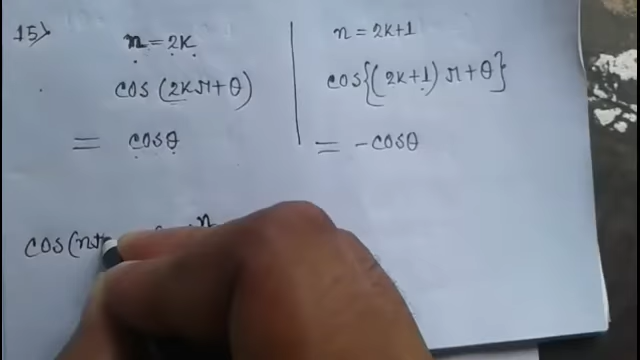 15>
n = 2k
cos (2kπ+θ)
= cosθ
n = 2k+1
cos{(2k+1)π+θ}
= -cosθ
cos(nπ n